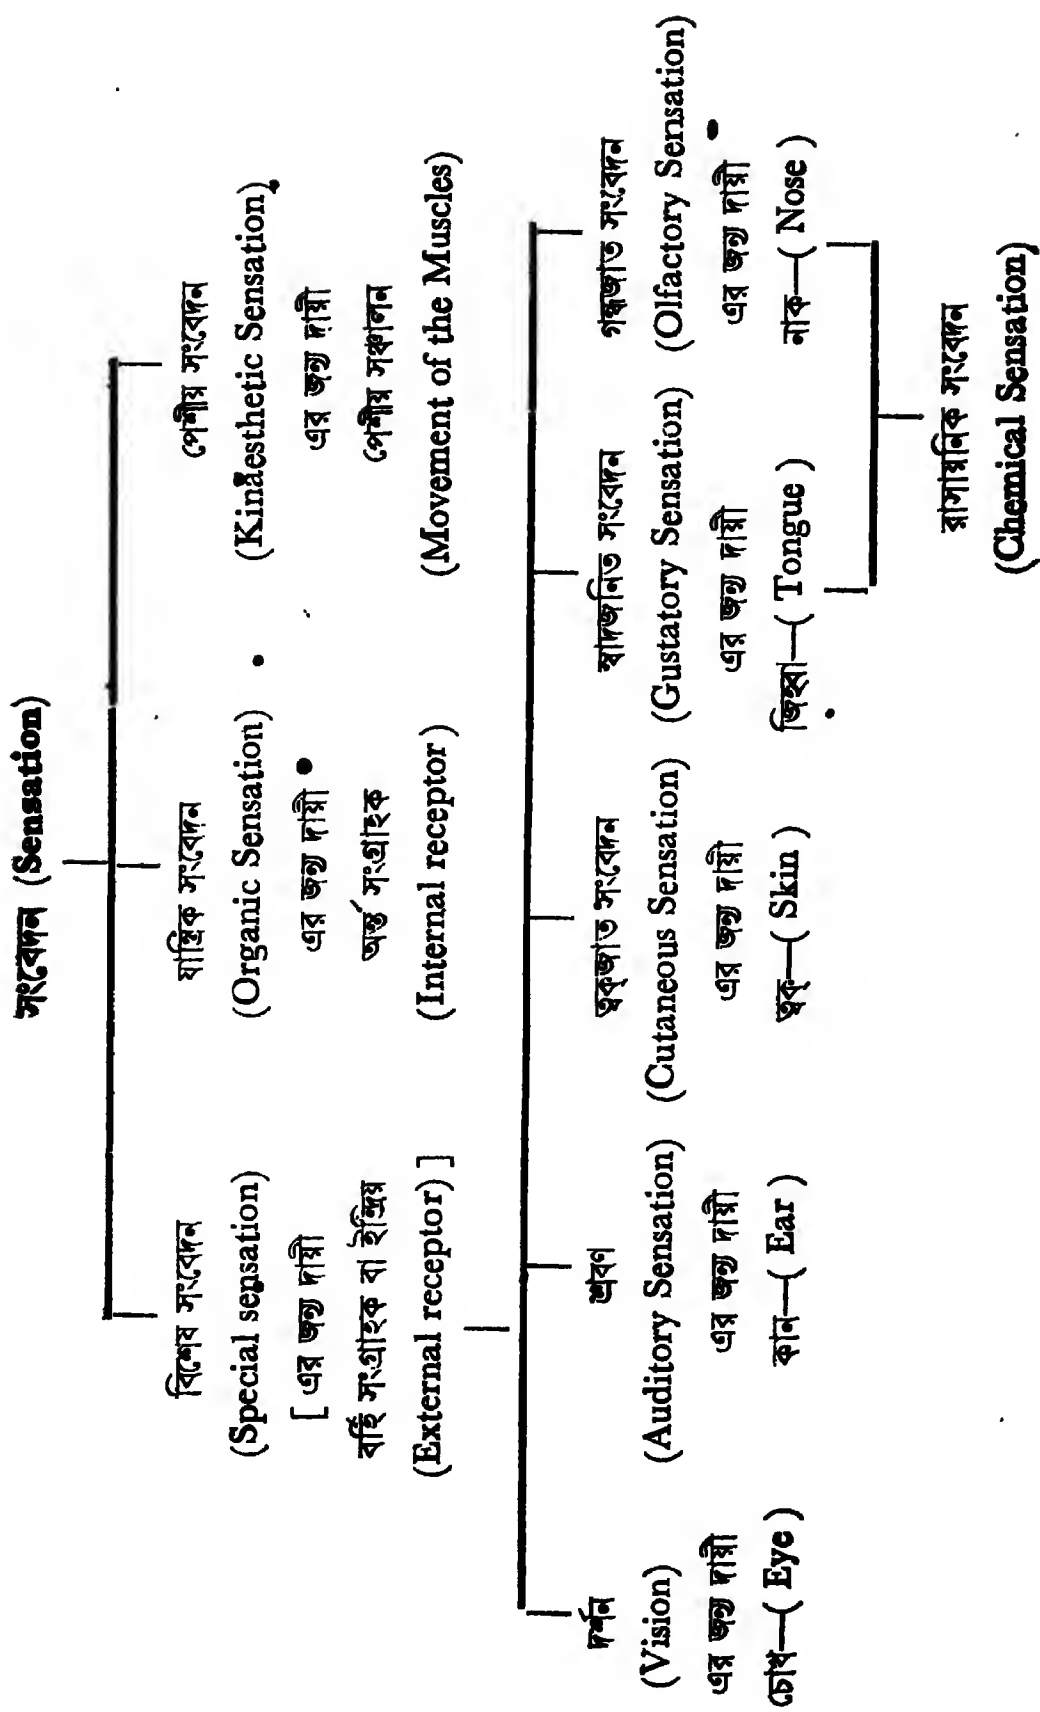 সংবেদন (Sensation)
বিশেষ সংবেদন
(Special sensation)
[ এর জন্য দায়ী
বর্হি সংগ্রাহক বা ইন্দ্রিয়
(External receptor) ]
যান্ত্রিক সংবেদন
(Organic Sensation)
এর জন্য দায়ী
অর্ন্ত সংগ্রাহক
(Internal receptor)
পেশীয় সংবেদন
(Kinaesthetic Sensation)
এর জন্য দায়ী
পেশীয় সঞ্চালন
(Movement of the Muscles)
দর্শন
(Vision)
এর জন্য দায়ী
চোখ—( Eye )
শ্রবণ
(Auditory Sensation)
এর জন্য দায়ী
কান—( Ear )
ত্বক্‌জাত সংবেদন
(Cutaneous Sensation)
এর জন্য দায়ী
ত্বক্—( Skin )
স্বাদজনিত সংবেদন
(Gustatory Sensation)
এর জন্য দায়ী
জিহ্বা—( Tongue )
গন্ধজাত সংবেদন
(Olfactory Sensation)
এর জন্য দায়ী
নাক—( Nose )
রাসায়নিক সংবেদন
(Chemical Sensation)